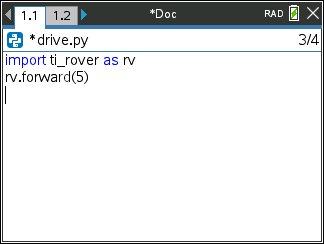 1.1 1.2 *Doc RAD
*drive.py 3/4
import ti_rover as rv
rv.forward(5)